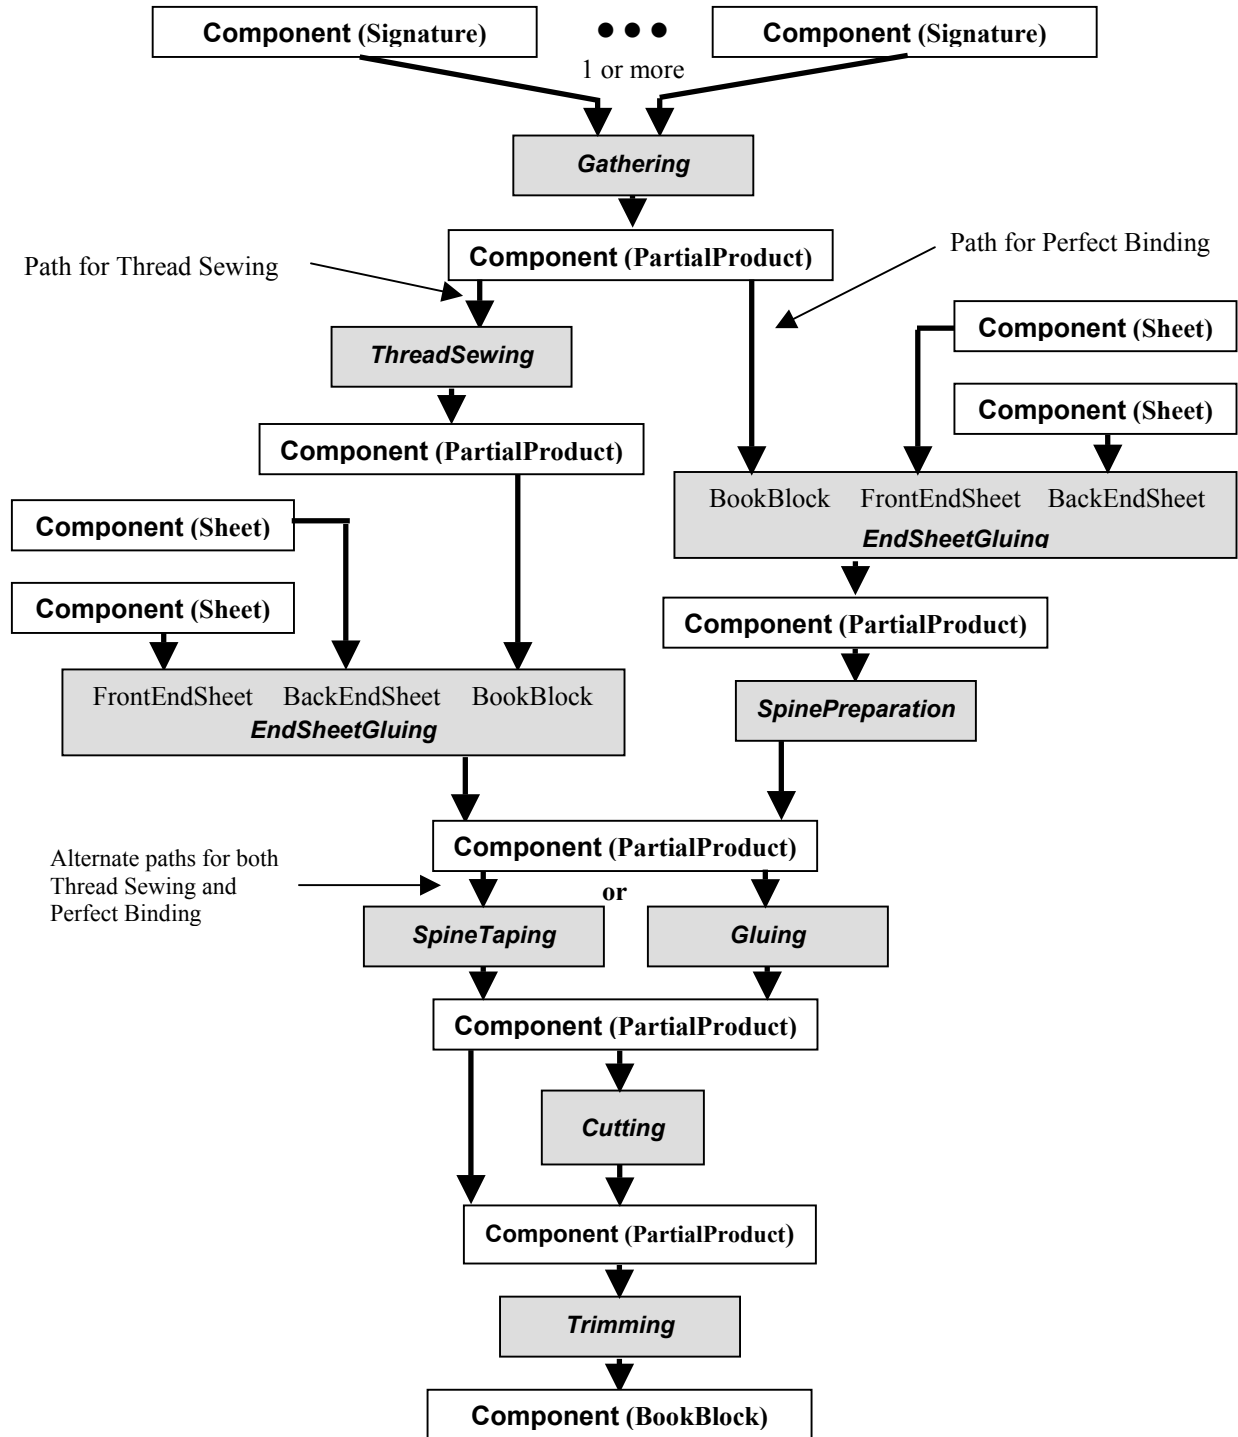 Component (Signature)
Component (Signature)
1 or more
Gathering
Component (PartialProduct)
Path for Perfect Binding
Path for Thread Sewing
Component (Sheet)
ThreadSewing
Component (Sheet)
Component (PartialProduct)
BookBlock FrontEndSheet BackEndSheet
EndSheetGluing
Component (Sheet)
Component (Sheet)
Component (PartialProduct)
FrontEndSheet BackEndSheet BookBlock
EndSheetGluing
SpinePreparation
Component (PartialProduct)
Alternate paths for both
Thread Sewing and
Perfect Binding
or
SpineTaping
Gluing
Component (PartialProduct)
Cutting
Component (PartialProduct)
Trimming
Component (BookBlock)